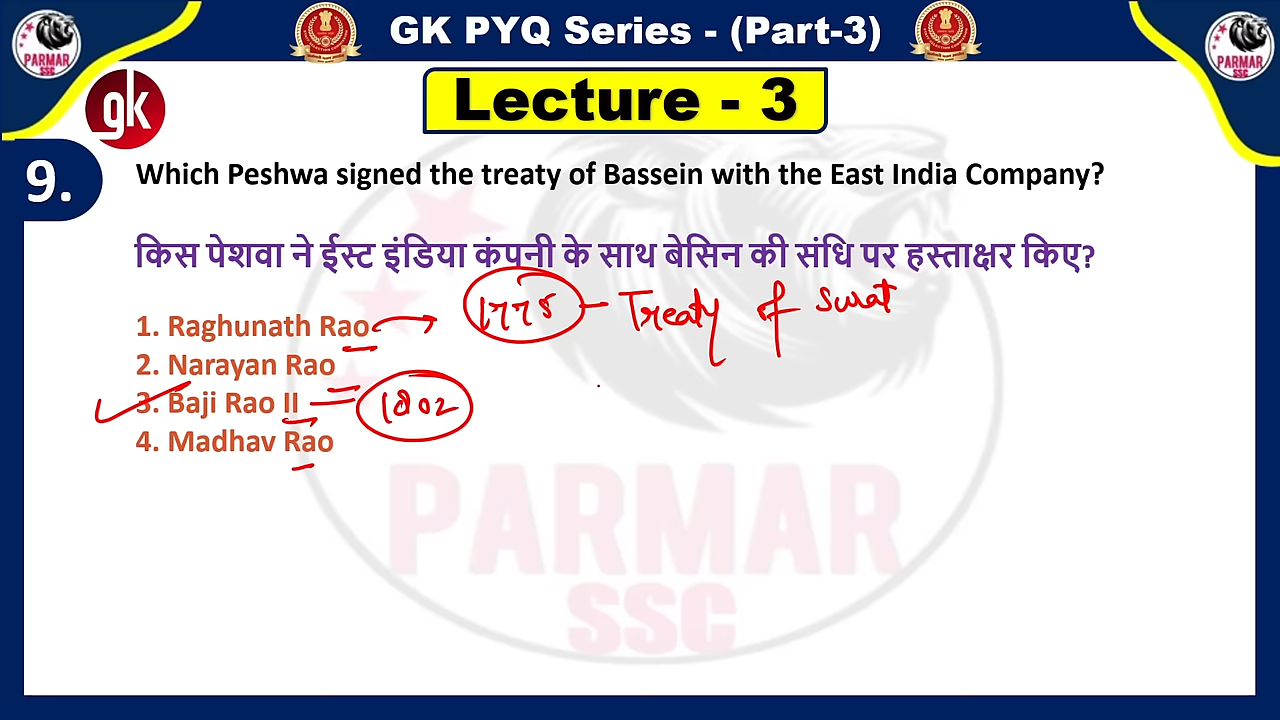 GK PYQ Series - (Part-3)
PARMAR
SSC
PARMAR
SSC
gk
Lecture - 3
9.
Which Peshwa signed the treaty of Bassein with the East India Company?
किस पेशवा ने ईस्ट इंडिया कंपनी के साथ बेसिन की संधि पर हस्ताक्षर किए?
1. Raghunath Rao
1775 - Treaty of Surat
2. Narayan Rao
3. Baji Rao II
1802
4. Madhav Rao
PARMAR
SSC